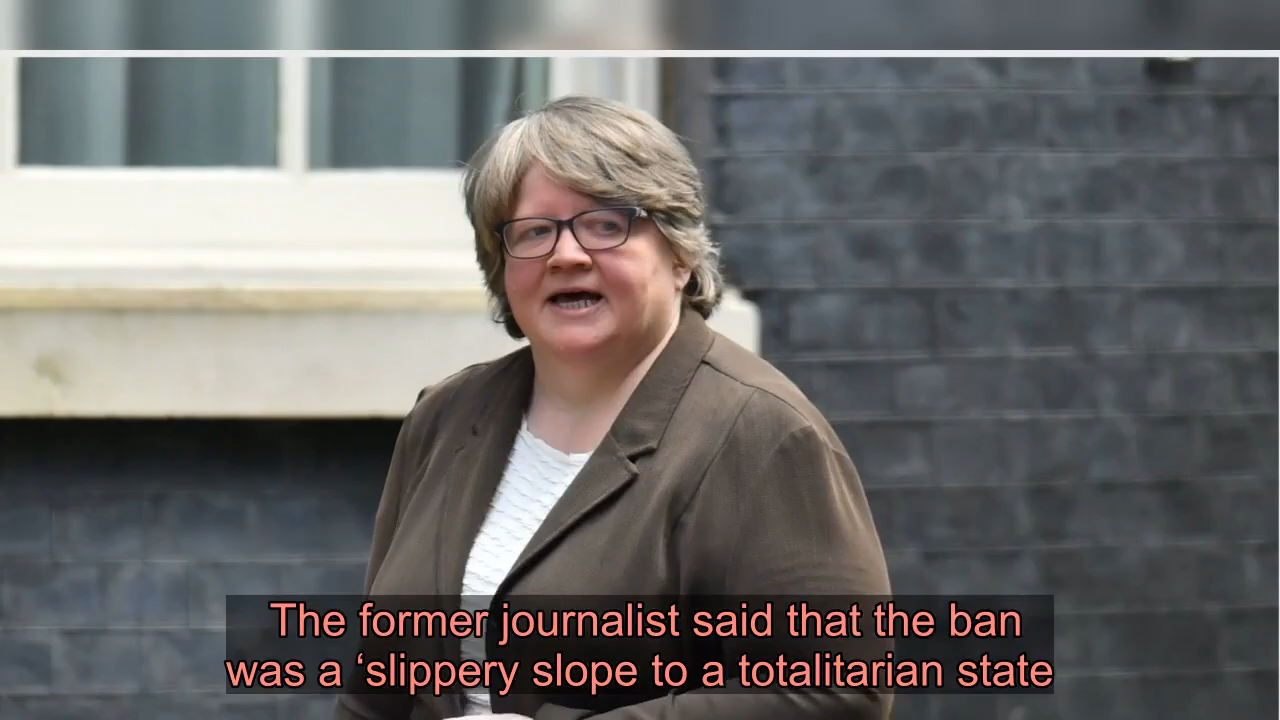 The former journalist said that the ban
was a ‘slippery slope to a totalitarian state